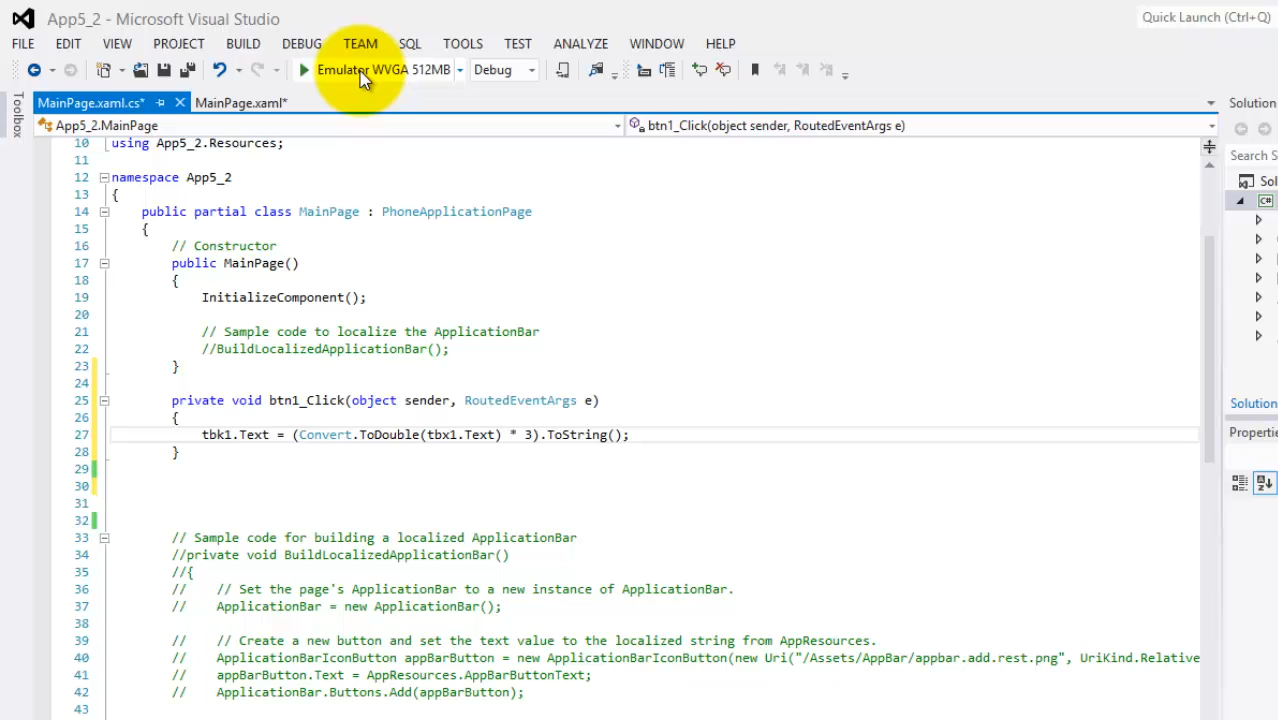 App5_2 - Microsoft Visual Studio
Quick Launch (Ctrl+Q)
FILE EDIT VIEW PROJECT BUILD DEBUG TEAM SQL TOOLS TEST ANALYZE WINDOW HELP
Emulator WVGA 512MB Debug
MainPage.xaml.cs* MainPage.xaml*
Toolbox
Solution
App5_2.MainPage btn1_Click(object sender, RoutedEventArgs e)
Search S
Sol
C#
10 using App5_2.Resources;
11
12 namespace App5_2
13 {
14 public partial class MainPage : PhoneApplicationPage
15 {
16 // Constructor
17 public MainPage()
18 {
19 InitializeComponent();
20
21 // Sample code to localize the ApplicationBar
22 //BuildLocalizedApplicationBar();
23 }
24
25 private void btn1_Click(object sender, RoutedEventArgs e)
26 {
27 tbk1.Text = (Convert.ToDouble(tbx1.Text) * 3).ToString();
28 }
29
30
31
32
33 // Sample code for building a localized ApplicationBar
34 //private void BuildLocalizedApplicationBar()
35 //{
36 // // Set the page's ApplicationBar to a new instance of ApplicationBar.
37 // ApplicationBar = new ApplicationBar();
38
39 // // Create a new button and set the text value to the localized string from AppResources.
40 // ApplicationBarIconButton appBarButton = new ApplicationBarIconButton(new Uri("/Assets/AppBar/appbar.add.rest.png", UriKind.Relative
41 // appBarButton.Text = AppResources.AppBarButtonText;
42 // ApplicationBar.Buttons.Add(appBarButton);
43
Solution
Properti